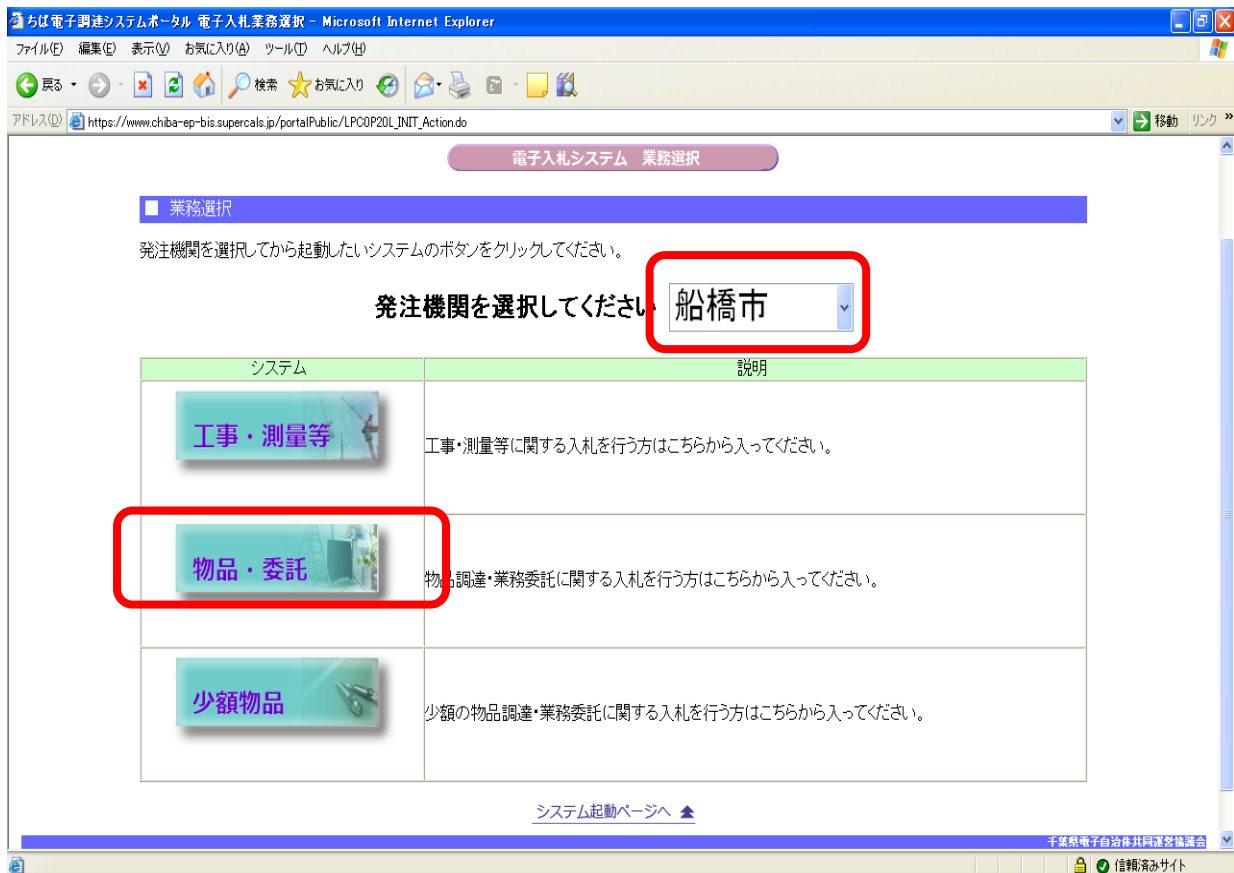 ちば電子調達システムポータル 電子入札業務選択 - Microsoft Internet Explorer
ファイル(F) 編集(E) 表示(V) お気に入り(A) ツール(T) ヘルプ(H)
戻る 検索 お気に入り
アドレス(D) https://www.chiba-ep-bis.supercals.jp/portalPublic/LPC0P20L_INIT_Action.do 移動 リンク »
電子入札システム 業務選択
■ 業務選択
発注機関を選択してから起動したいシステムのボタンをクリックしてください。
発注機関を選択してください 船橋市
システム 説明
工事・測量等 工事・測量等に関する入札を行う方はこちらから入ってください。
物品・委託 物品調達・業務委託に関する入札を行う方はこちらから入ってください。
少額物品 少額の物品調達・業務委託に関する入札を行う方はこちらから入ってください。
システム起動ページへ
千葉県電子自治体共同運営協議会
信頼済みサイト